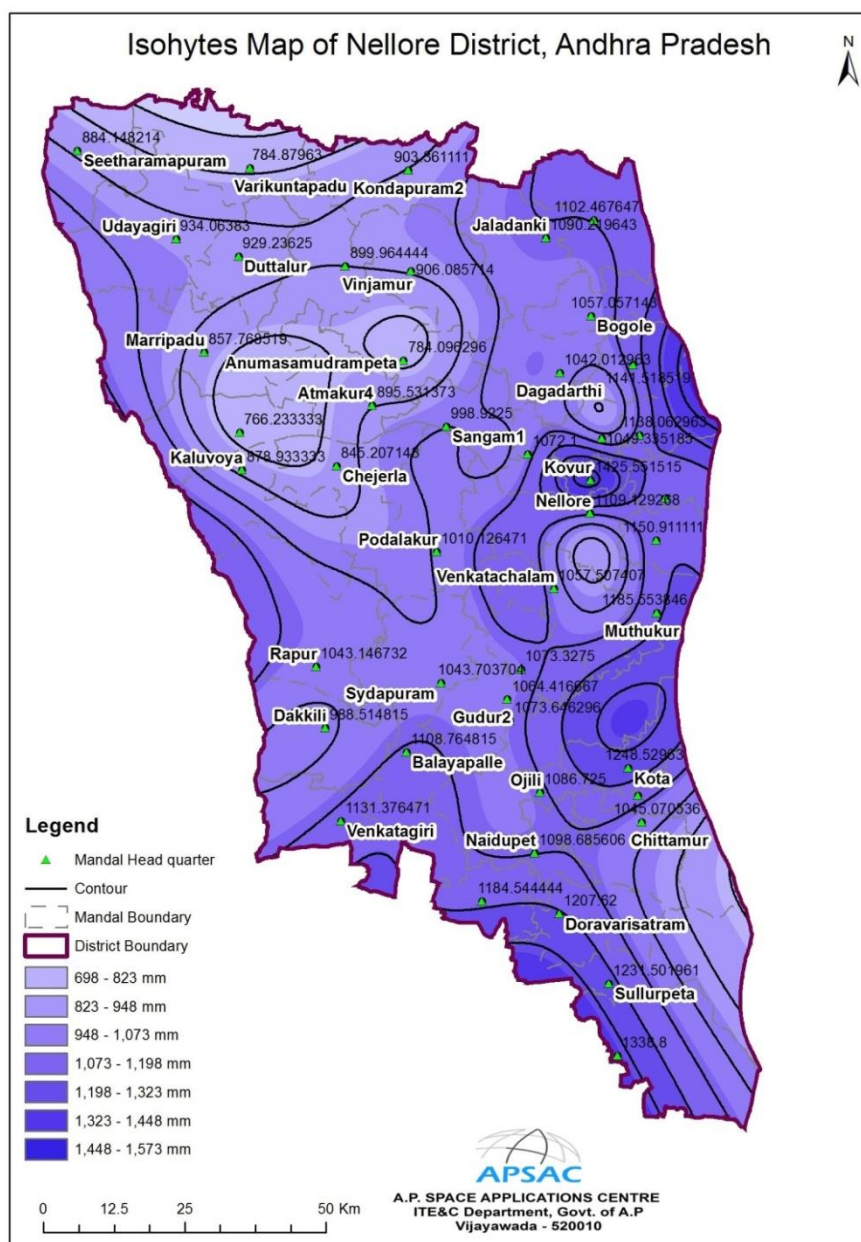 Isohytes Map of Nellore District, Andhra Pradesh
N
884.148214
Seetharamapuram
784.87963
Varikuntapadu
903.361111
Kondapuram2
1102.467647
Jaladanki
1090.219643
Udayagiri
934.06383
929.23625
Duttalur
899.964444
Vinjamur
906.085714
1057.057143
Bogole
Marripadu
857.768519
Anumasamudrampeta
784.096296
1042.012963
1141.518519
Dagadarthi
Atmakur4
895.531373
766.233333
998.9225
Sangam1
1138.062963
1049.335185
1072.1
Kaluvoya
878.933333
845.207143
Chejerla
Kovur
1425.551515
Nellore
1109.129268
1150.911111
Podalakur
1010.126471
Venkatachalam
1057.507407
1185.553846
Muthukur
Rapur
1043.146732
1073.3275
Sydapuram
1043.703704
1064.416667
Gudur2
1073.646296
Dakkili
988.514815
1108.764815
Balayapalle
1248.52963
Kota
Ojili
1086.725
1045.070536
Chittamur
1131.376471
Venkatagiri
Naidupet
1098.685606
1184.544444
1207.62
Doravarisatram
1231.501961
Sullurpeta
1338.8
Legend
Mandal Head quarter
Contour
Mandal Boundary
District Boundary
698 - 823 mm
823 - 948 mm
948 - 1,073 mm
1,073 - 1,198 mm
1,198 - 1,323 mm
1,323 - 1,448 mm
1,448 - 1,573 mm
0 12.5 25 50 Km
APSAC
A.P. SPACE APPLICATIONS CENTRE
ITE&C Department, Govt. of A.P
Vijayawada - 520010